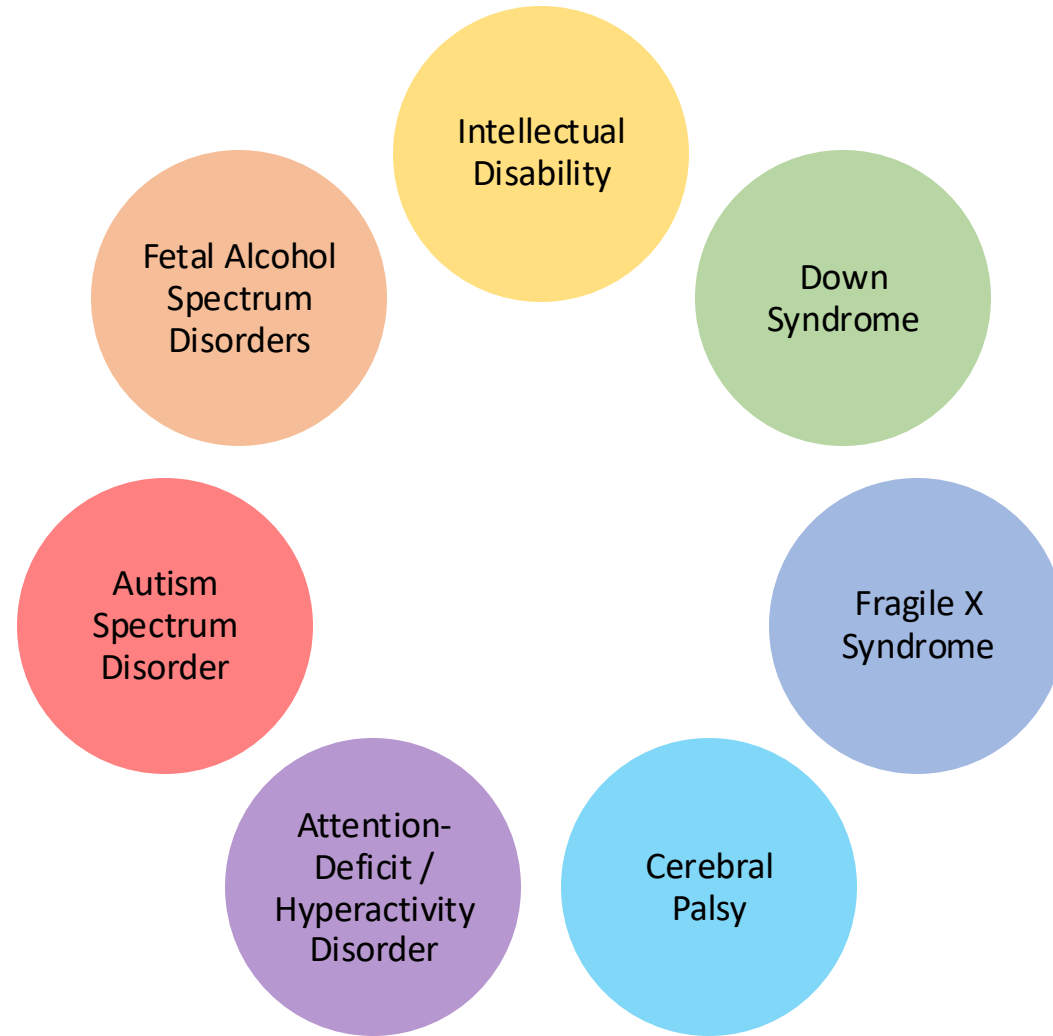 Intellectual
Disability
Down
Syndrome
Fragile X
Syndrome
Cerebral
Palsy
Attention-
Deficit /
Hyperactivity
Disorder
Autism
Spectrum
Disorder
Fetal Alcohol
Spectrum
Disorders